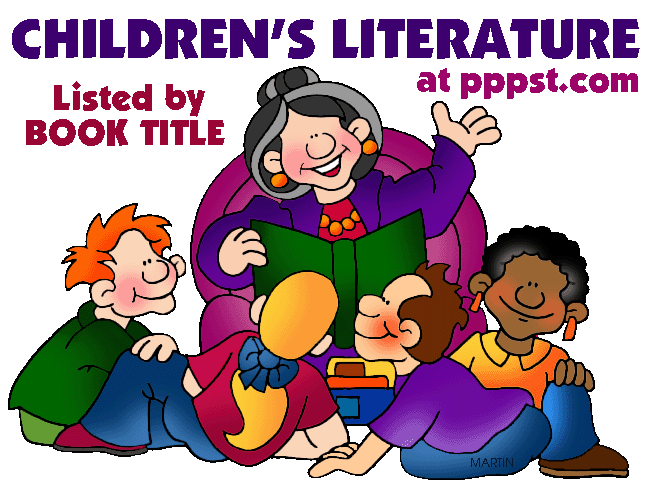 CHILDREN'S LITERATURE
at pppst.com
Listed by
BOOK TITLE
MARTIN